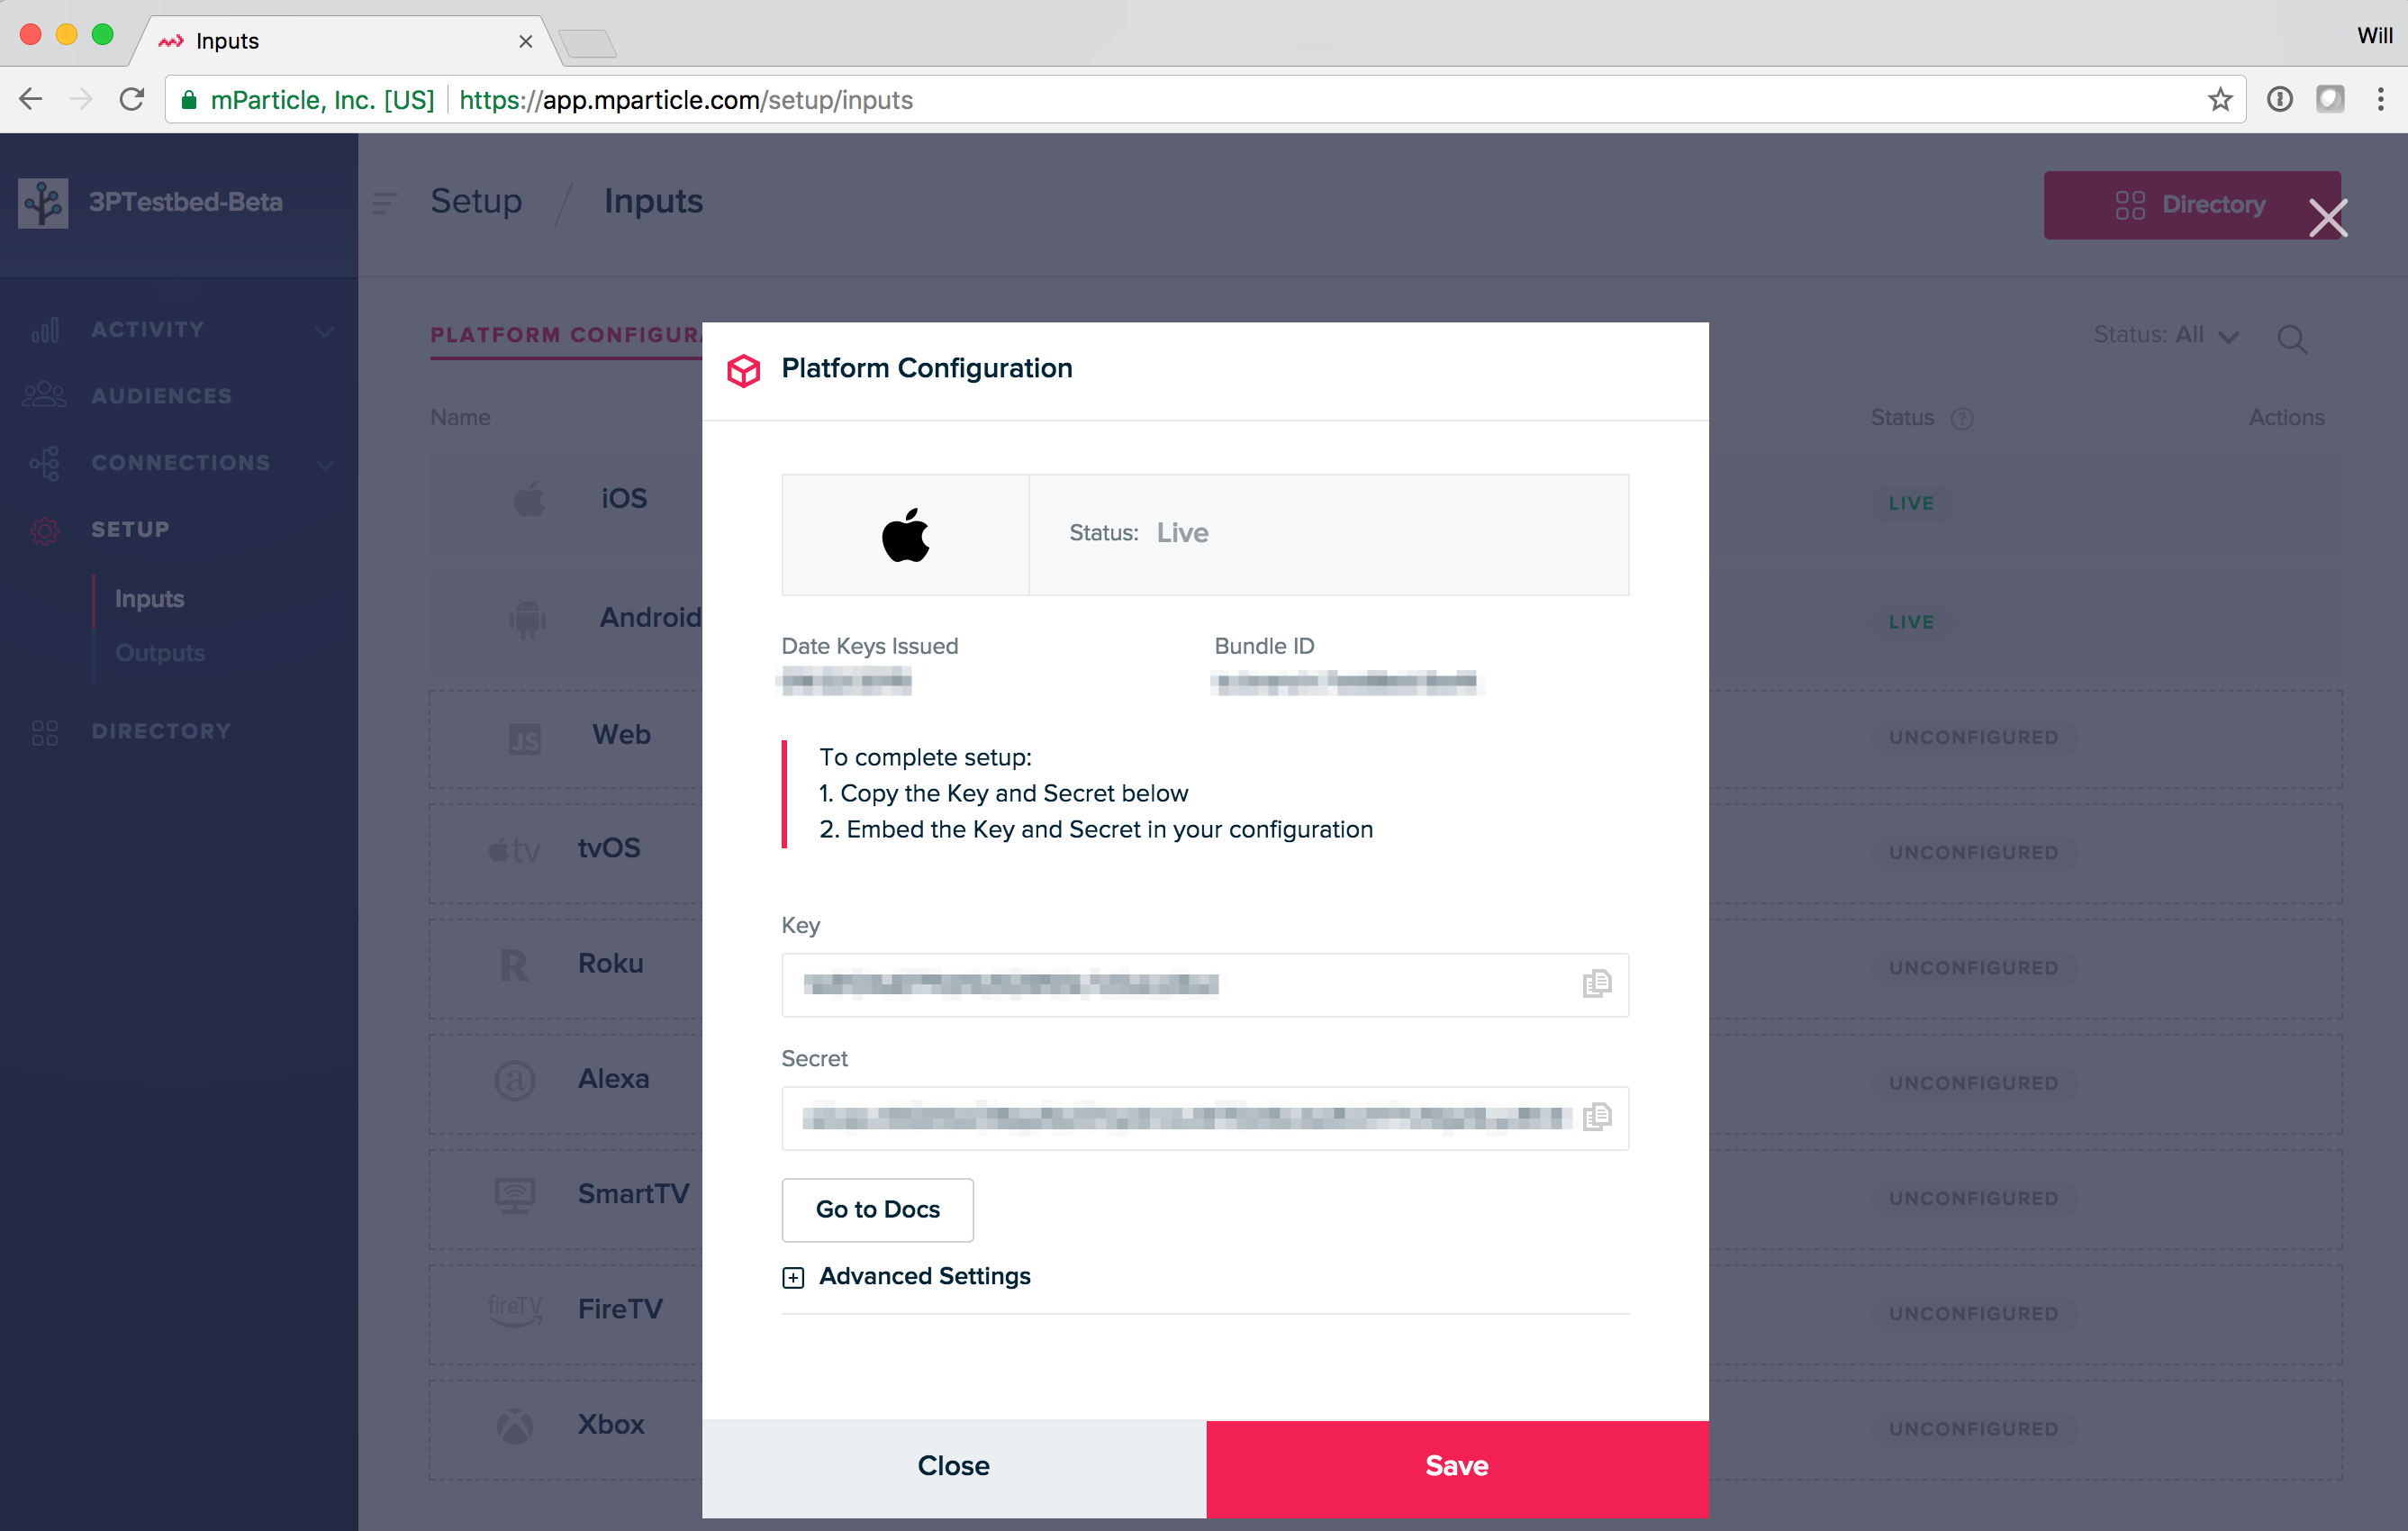 Inputs
Will
mParticle, Inc. [US]
https://app.mparticle.com/setup/inputs
3PTestbed-Beta
Setup / Inputs
Directory
ACTIVITY
AUDIENCES
CONNECTIONS
SETUP
Inputs
Outputs
DIRECTORY
PLATFORM CONFIGUR
Status: All
Name
Status ?
Actions
iOS
LIVE
Android
LIVE
JS
Web
UNCONFIGURED
tv
tvOS
UNCONFIGURED
R
Roku
UNCONFIGURED
a
Alexa
UNCONFIGURED
SmartTV
UNCONFIGURED
fireTV
FireTV
UNCONFIGURED
Xbox
UNCONFIGURED
Platform Configuration
Status: Live
Date Keys Issued
Bundle ID
To complete setup:
1. Copy the Key and Secret below
2. Embed the Key and Secret in your configuration
Key
Secret
Go to Docs
Advanced Settings
Close
Save